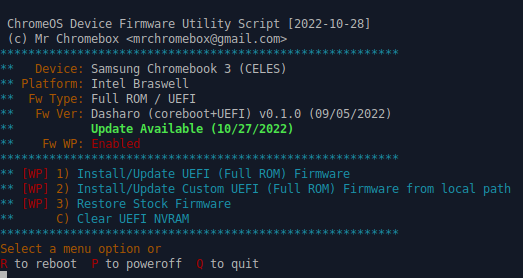 ChromeOS Device Firmware Utility Script [2022-10-28]
(c) Mr Chromebox <mrchromebox@gmail.com>
*********************************************************
**   Device: Samsung Chromebook 3 (CELES)
** Platform: Intel Braswell
**  Fw Type: Full ROM / UEFI
**   Fw Ver: Dasharo (coreboot+UEFI) v0.1.0 (09/05/2022)
**           Update Available (10/27/2022)
**    Fw WP: Enabled
*********************************************************
** [WP] 1) Install/Update UEFI (Full ROM) Firmware
** [WP] 2) Install/Update Custom UEFI (Full ROM) Firmware from local path
** [WP] 3) Restore Stock Firmware
**      C) Clear UEFI NVRAM
*********************************************************
Select a menu option or
R to reboot  P to poweroff  Q to quit